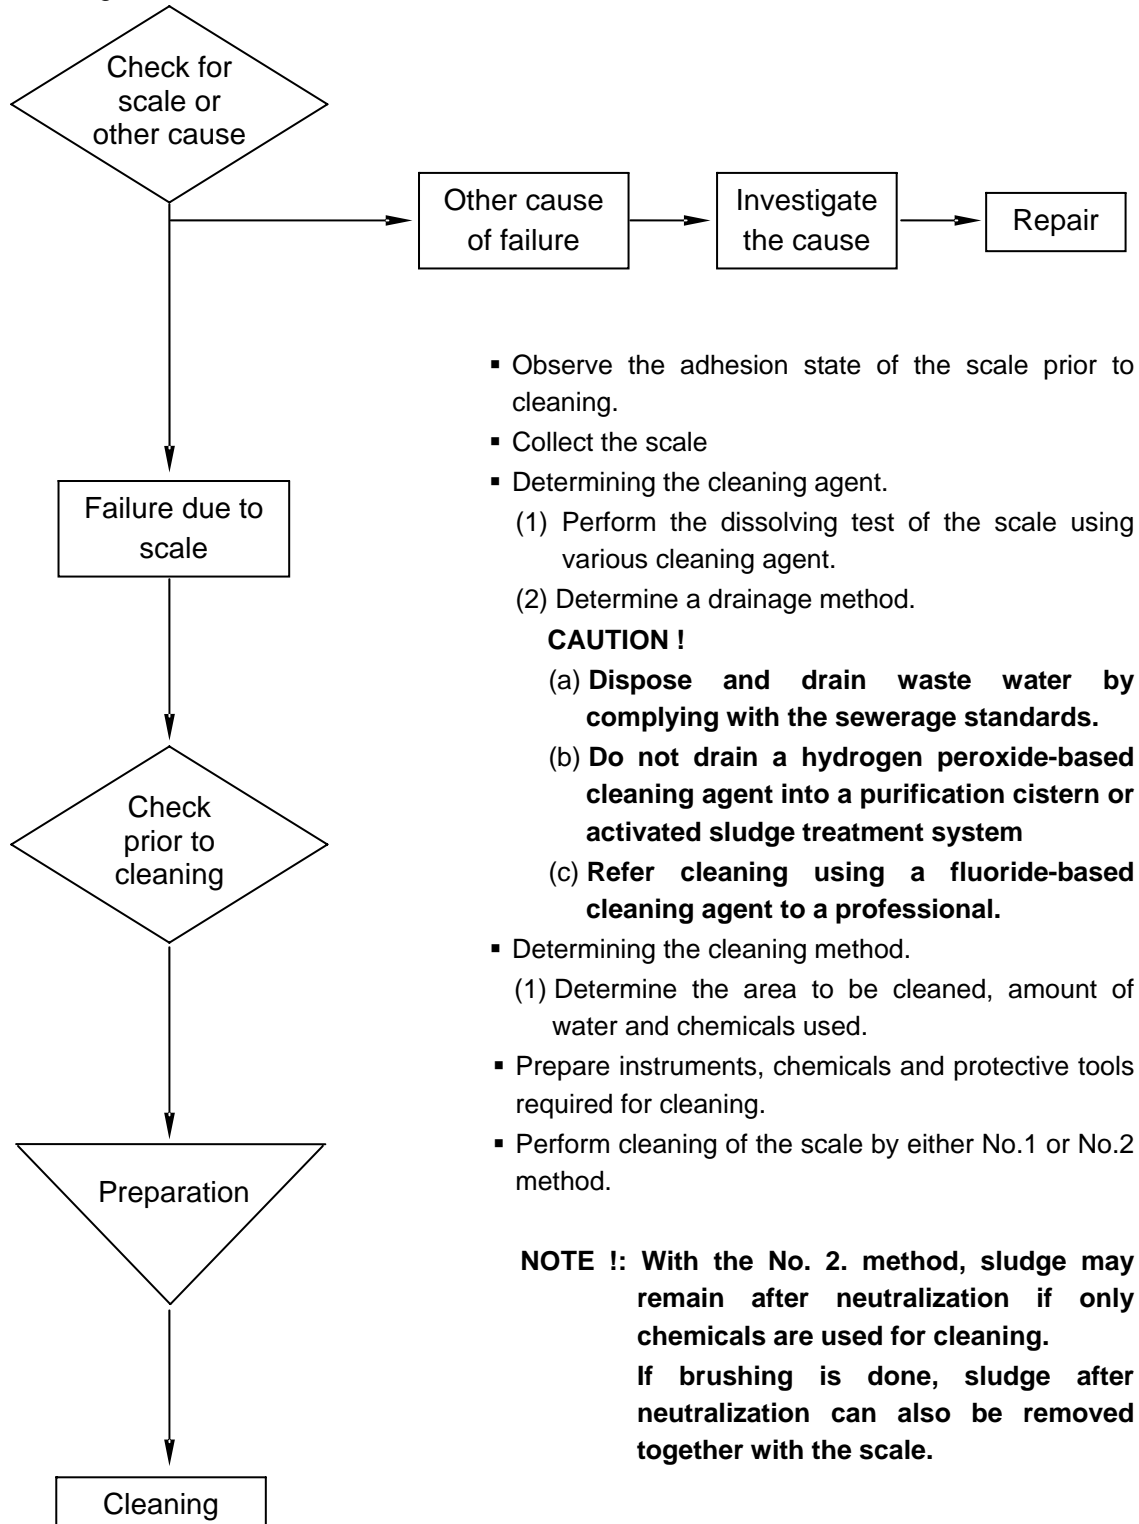 Check for
scale or
other cause
Other cause
of failure
Investigate
the cause
Repair
▪ Observe the adhesion state of the scale prior to
cleaning.
▪ Collect the scale
▪ Determining the cleaning agent.
(1) Perform the dissolving test of the scale using
various cleaning agent.
(2) Determine a drainage method.
CAUTION !
(a) Dispose and drain waste water by
complying with the sewerage standards.
(b) Do not drain a hydrogen peroxide-based
cleaning agent into a purification cistern or
activated sludge treatment system
(c) Refer cleaning using a fluoride-based
cleaning agent to a professional.
▪ Determining the cleaning method.
(1) Determine the area to be cleaned, amount of
water and chemicals used.
▪ Prepare instruments, chemicals and protective tools
required for cleaning.
▪ Perform cleaning of the scale by either No.1 or No.2
method.
NOTE !: With the No. 2. method, sludge may
remain after neutralization if only
chemicals are used for cleaning.
If brushing is done, sludge after
neutralization can also be removed
together with the scale.
Failure due to
scale
Check
prior to
cleaning
Preparation
Cleaning